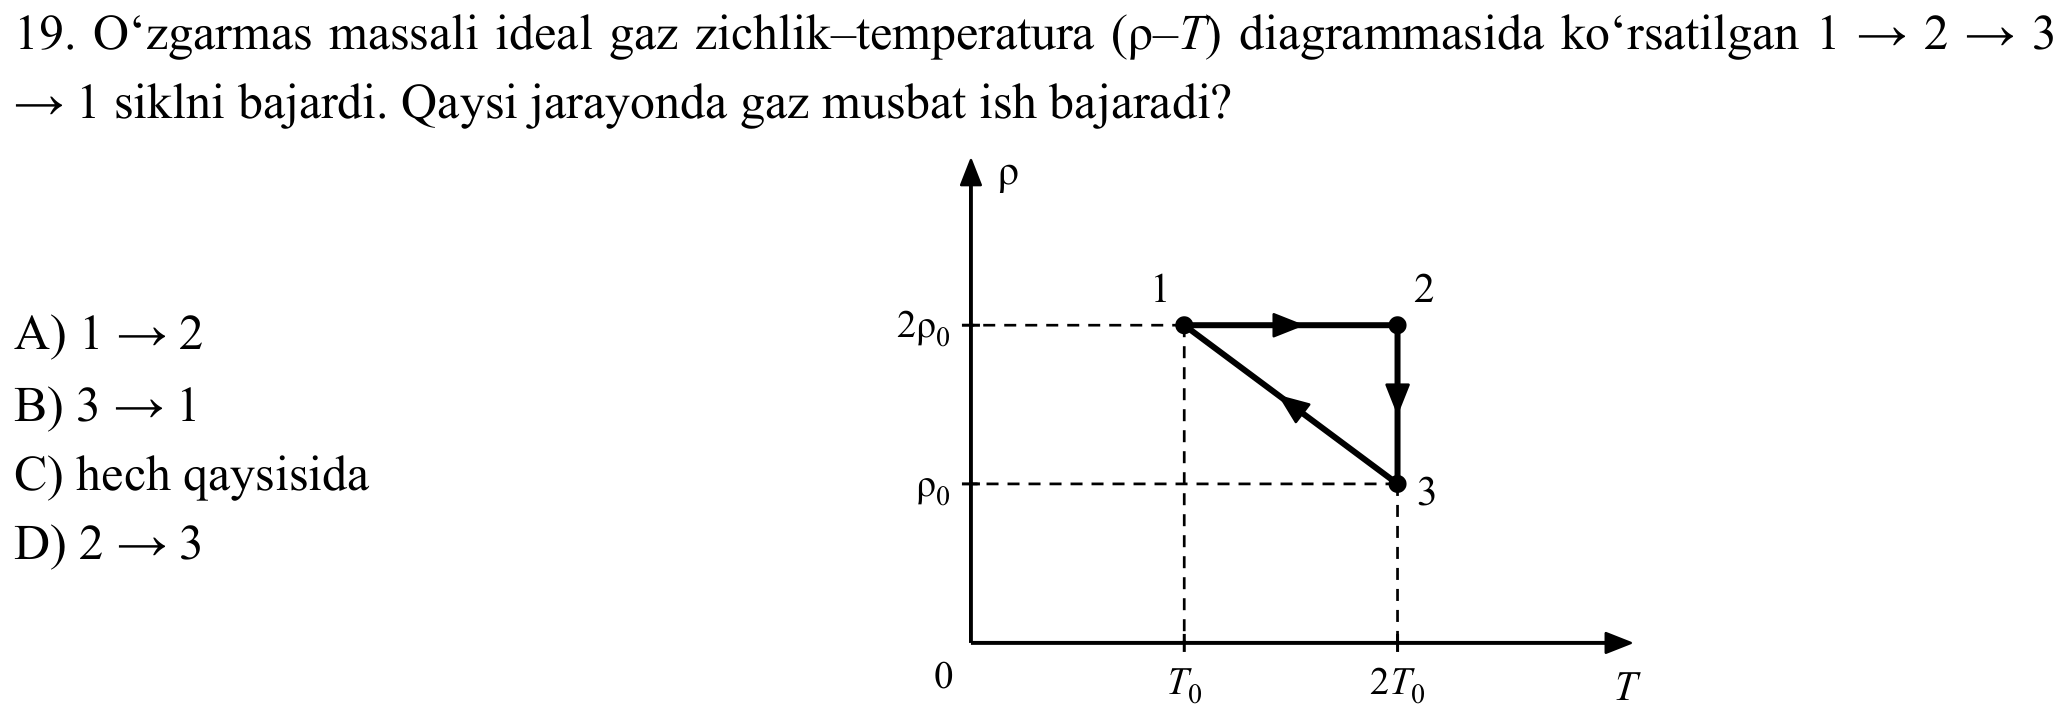 19. O‘zgarmas massali ideal gaz zichlik–temperatura (ρ–T) diagrammasida ko‘rsatilgan 1 → 2 → 3
→ 1 siklni bajardi. Qaysi jarayonda gaz musbat ish bajaradi?
A) 1 → 2
B) 3 → 1
C) hech qaysisida
D) 2 → 3
ρ
1 2
2ρ₀
ρ₀ 3
0 T₀ 2T₀ T